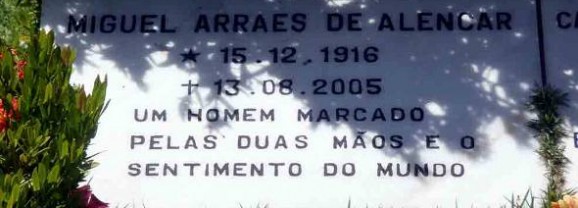 MIGUEL ARRAES DE ALENCAR
★ 15.12.1916
✝ 13.08.2005
UM HOMEM MARCADO
PELAS DUAS MÃOS E O
SENTIMENTO DO MUNDO